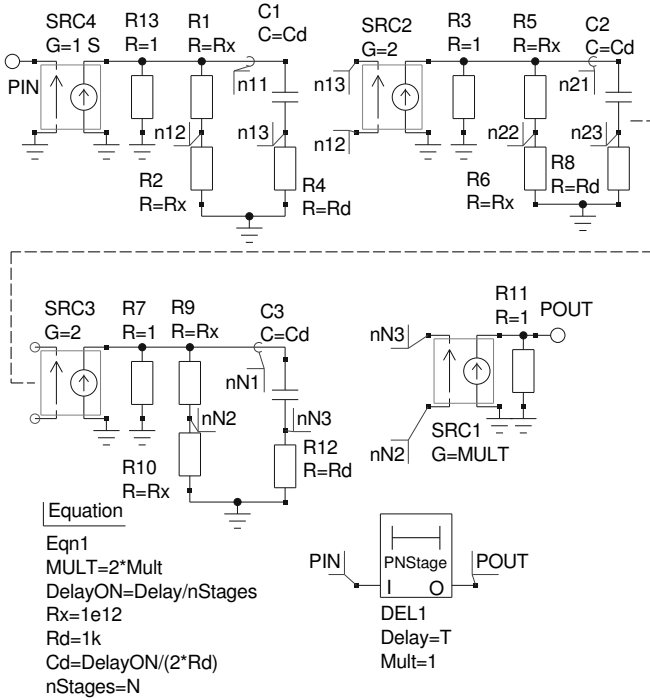 SRC4
G=1 S
R13
R=1
R1
R=Rx
C1
C=Cd
PIN
n11
n12
n13
R2
R=Rx
R4
R=Rd
SRC2
G=2
R3
R=1
R5
R=Rx
C2
C=Cd
n13
n12
n21
n22
n23
R6
R=Rx
R8
R=Rd
SRC3
G=2
R7
R=1
R9
R=Rx
C3
C=Cd
nN1
nN2
nN3
R10
R=Rx
R12
R=Rd
R11
R=1
POUT
nN3
nN2
SRC1
G=MULT
Equation
Eqn1
MULT=2*Mult
DelayON=Delay/nStages
Rx=1e12
Rd=1k
Cd=DelayON/(2*Rd)
nStages=N
PIN
PNStage
I O
POUT
DEL1
Delay=T
Mult=1